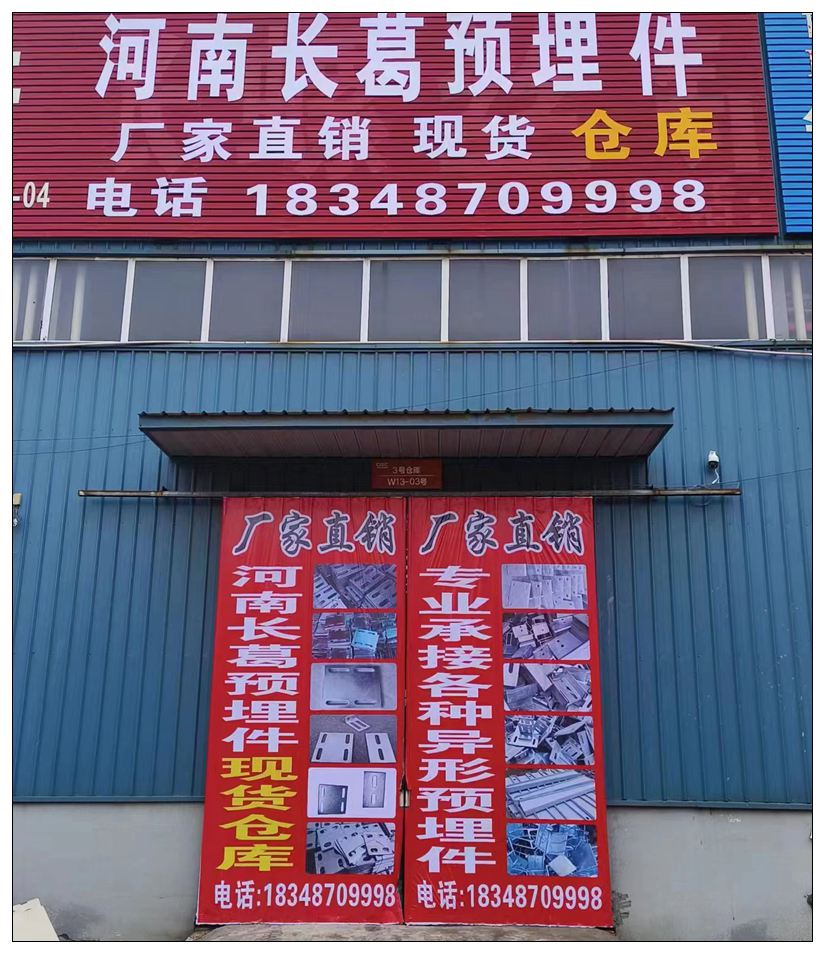 河南长葛预埋件
厂家直销 现货 仓库
-04
电话 18348709998
3号仓库
W13-03号
厂家直销
河南长葛预埋件现货仓库
电话:18348709998
厂家直销
专业承接各种异形预埋件
电话:18348709998